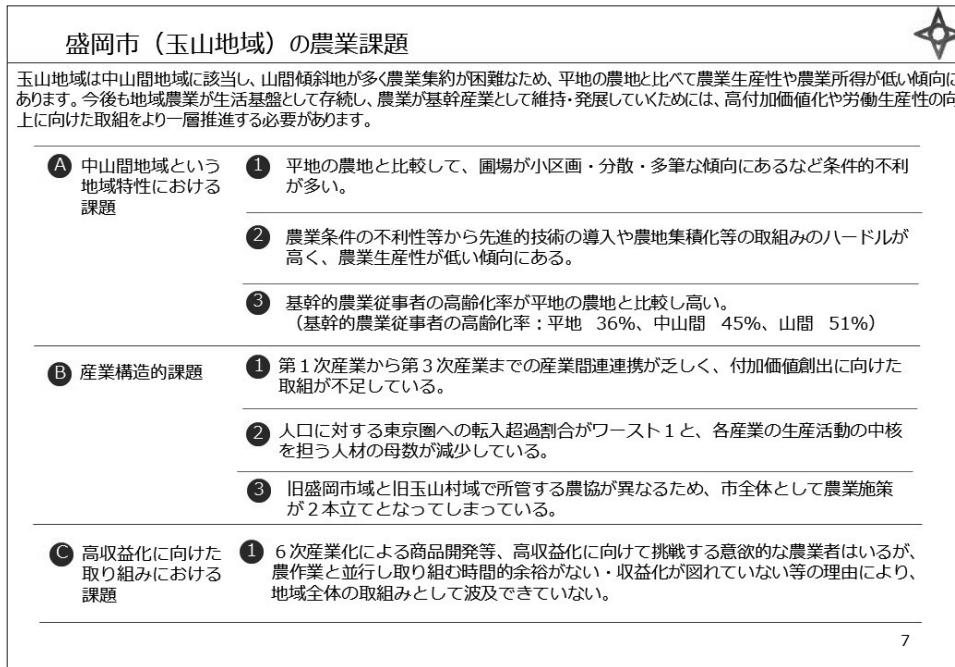 盛岡市（玉山地域）の農業課題
玉山地域は中山間地域に該当し、山間傾斜地が多く農業集約が困難なため、平地の農地と比べて農業生産性や農業所得が低い傾向に
あります。今後も地域農業が生活基盤として存続し、農業が基幹産業として維持・発展していくためには、高付加価値化や労働生産性の向
上に向けた取組をより一層推進する必要があります。
A 中山間地域という
地域特性における
課題
1 平地の農地と比較して、圃場が小区画・分散・多筆な傾向にあるなど条件的不利
が多い。
2 農業条件の不利性等から先進的技術の導入や農地集積化等の取組みのハードルが
高く、農業生産性が低い傾向にある。
3 基幹的農業従事者の高齢化率が平地の農地と比較し高い。
（基幹的農業従事者の高齢化率：平地 36%、中山間 45%、山間 51%）
B 産業構造的課題
1 第１次産業から第３次産業までの産業間連連携が乏しく、付加価値創出に向けた
取組が不足している。
2 人口に対する東京圏への転入超過割合がワースト１と、各産業の生産活動の中核
を担う人材の母数が減少している。
3 旧盛岡市域と旧玉山村域で所管する農協が異なるため、市全体として農業施策
が２本立てとなってしまっている。
C 高収益化に向けた
取り組みにおける
課題
1 ６次産業化による商品開発等、高収益化に向けて挑戦する意欲的な農業者はいるが、
農作業と並行し取り組む時間的余裕がない・収益化が図れていない等の理由により、
地域全体の取組みとして波及できていない。
7